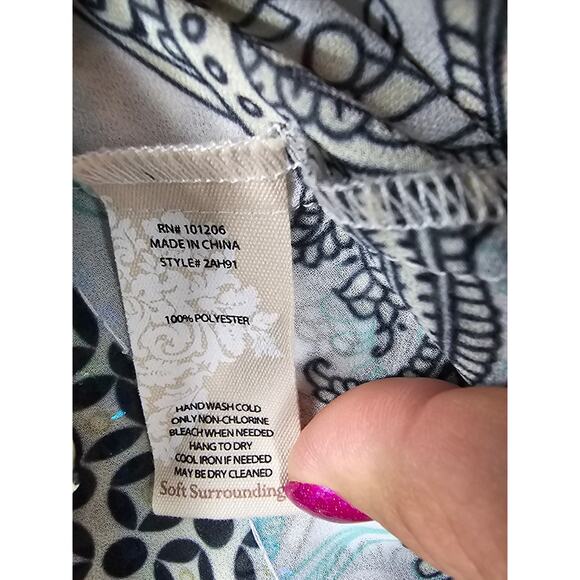 RN# 101206
MADE IN CHINA
STYLE# 2AH91
100% POLYESTER
HAND WASH COLD
ONLY NON-CHLORINE
BLEACH WHEN NEEDED
HANG TO DRY
COOL IRON IF NEEDED
MAY BE DRY CLEANED
Soft Surrounding